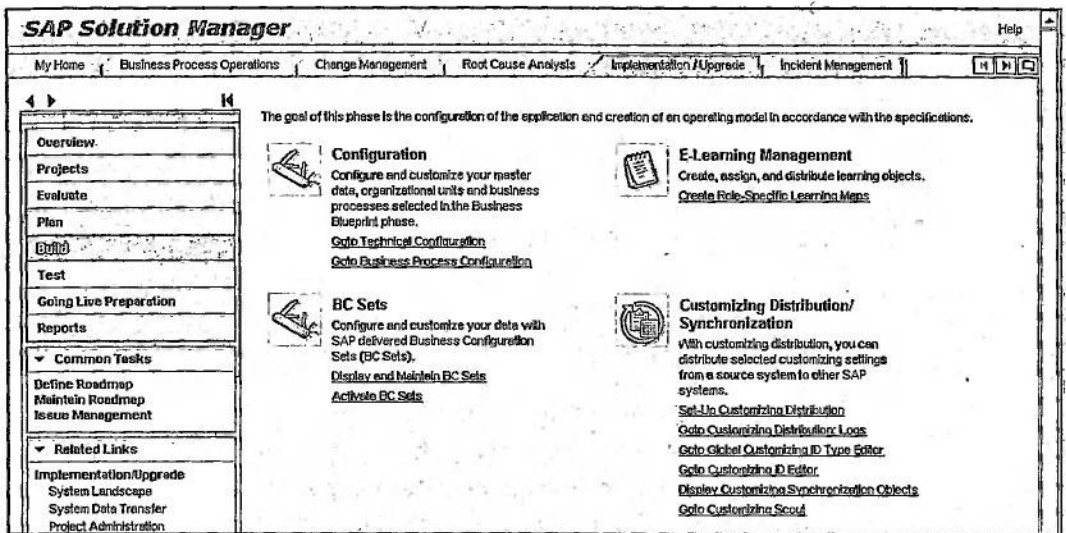 SAP Solution Manager
Help
My Home
Business Process Operations
Change Management
Root Cause Analysis
Implementation / Upgrade
Incident Management
Overview
Projects
Evaluate
Plan
Build
Test
Going Live Preparation
Reports
Common Tasks
Define Roadmap
Maintain Roadmap
Issue Management
Related Links
Implementation/Upgrade
System Landscape
System Data Transfer
Project Administration
The goal of this phase is the configuration of the application and creation of an operating model in accordance with the specifications.
Configuration
Configure and customize your master
data, organizational units and business
processes selected in the Business
Blueprint phase.
Goto Technical Configuration
Goto Business Process Configuration
E-Learning Management
Create, assign, and distribute learning objects.
Create Role-Specific Learning Maps
BC Sets
Configure and customize your data with
SAP delivered Business Configuration
Sets (BC Sets).
Display and Maintain BC Sets
Activate BC Sets
Customizing Distribution/
Synchronization
With customizing distribution, you can
distribute selected customizing settings
from a source system to other SAP
systems.
Set-Up Customizing Distribution
Goto Customizing Distribution: Logs
Goto Global Customizing ID Type Editor
Goto Customizing ID Editor
Display Customizing Synchronization Objects
Goto Customizing Scout